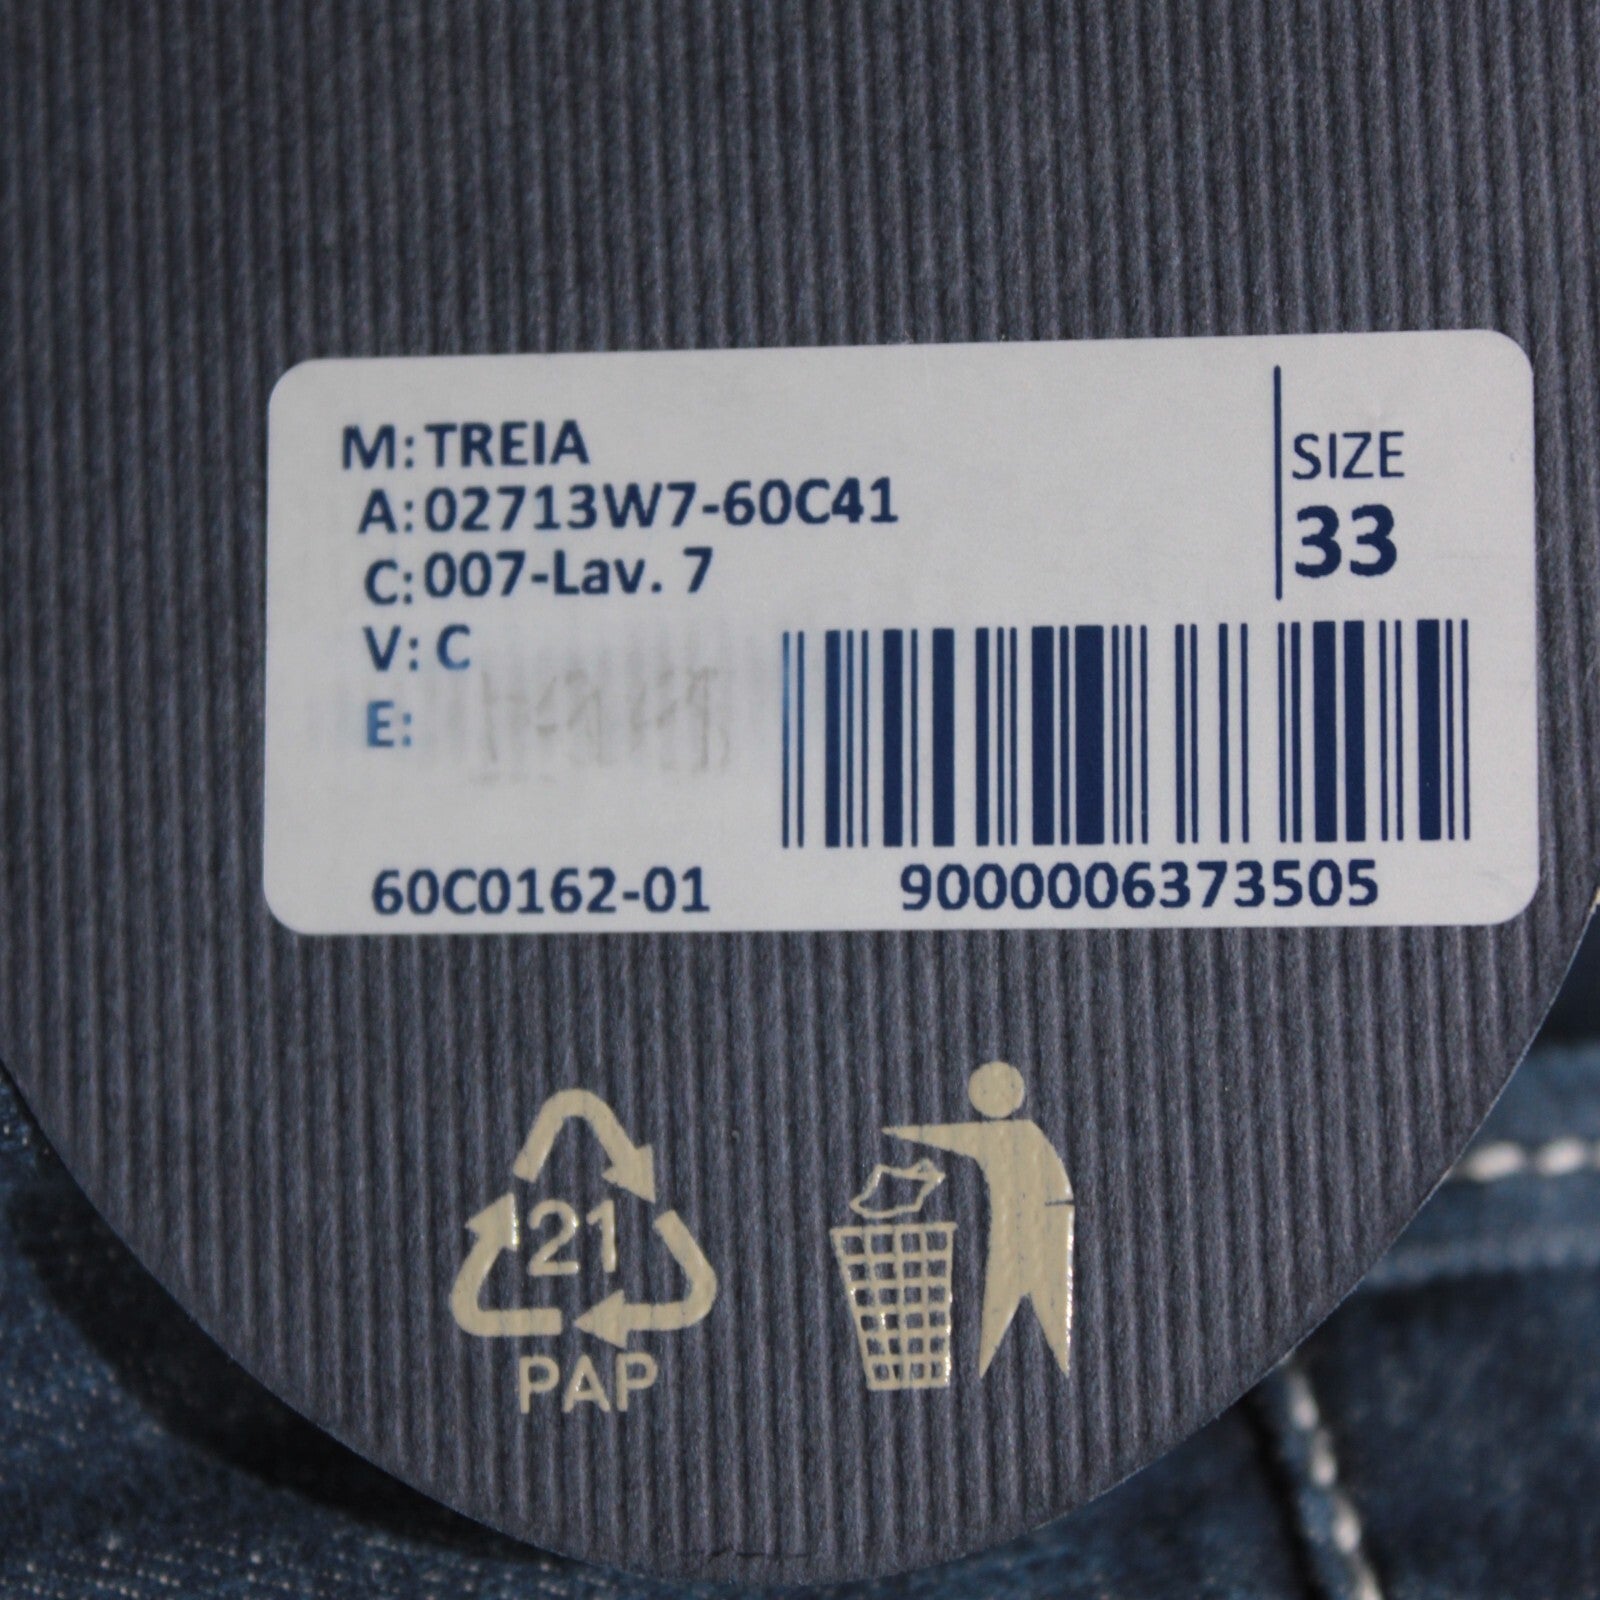 M: TREIA
A: 02713W7-60C41
C: 007-Lav. 7
V: C
E:
SIZE
33
60C0162-01
9000006373505
21
PAP